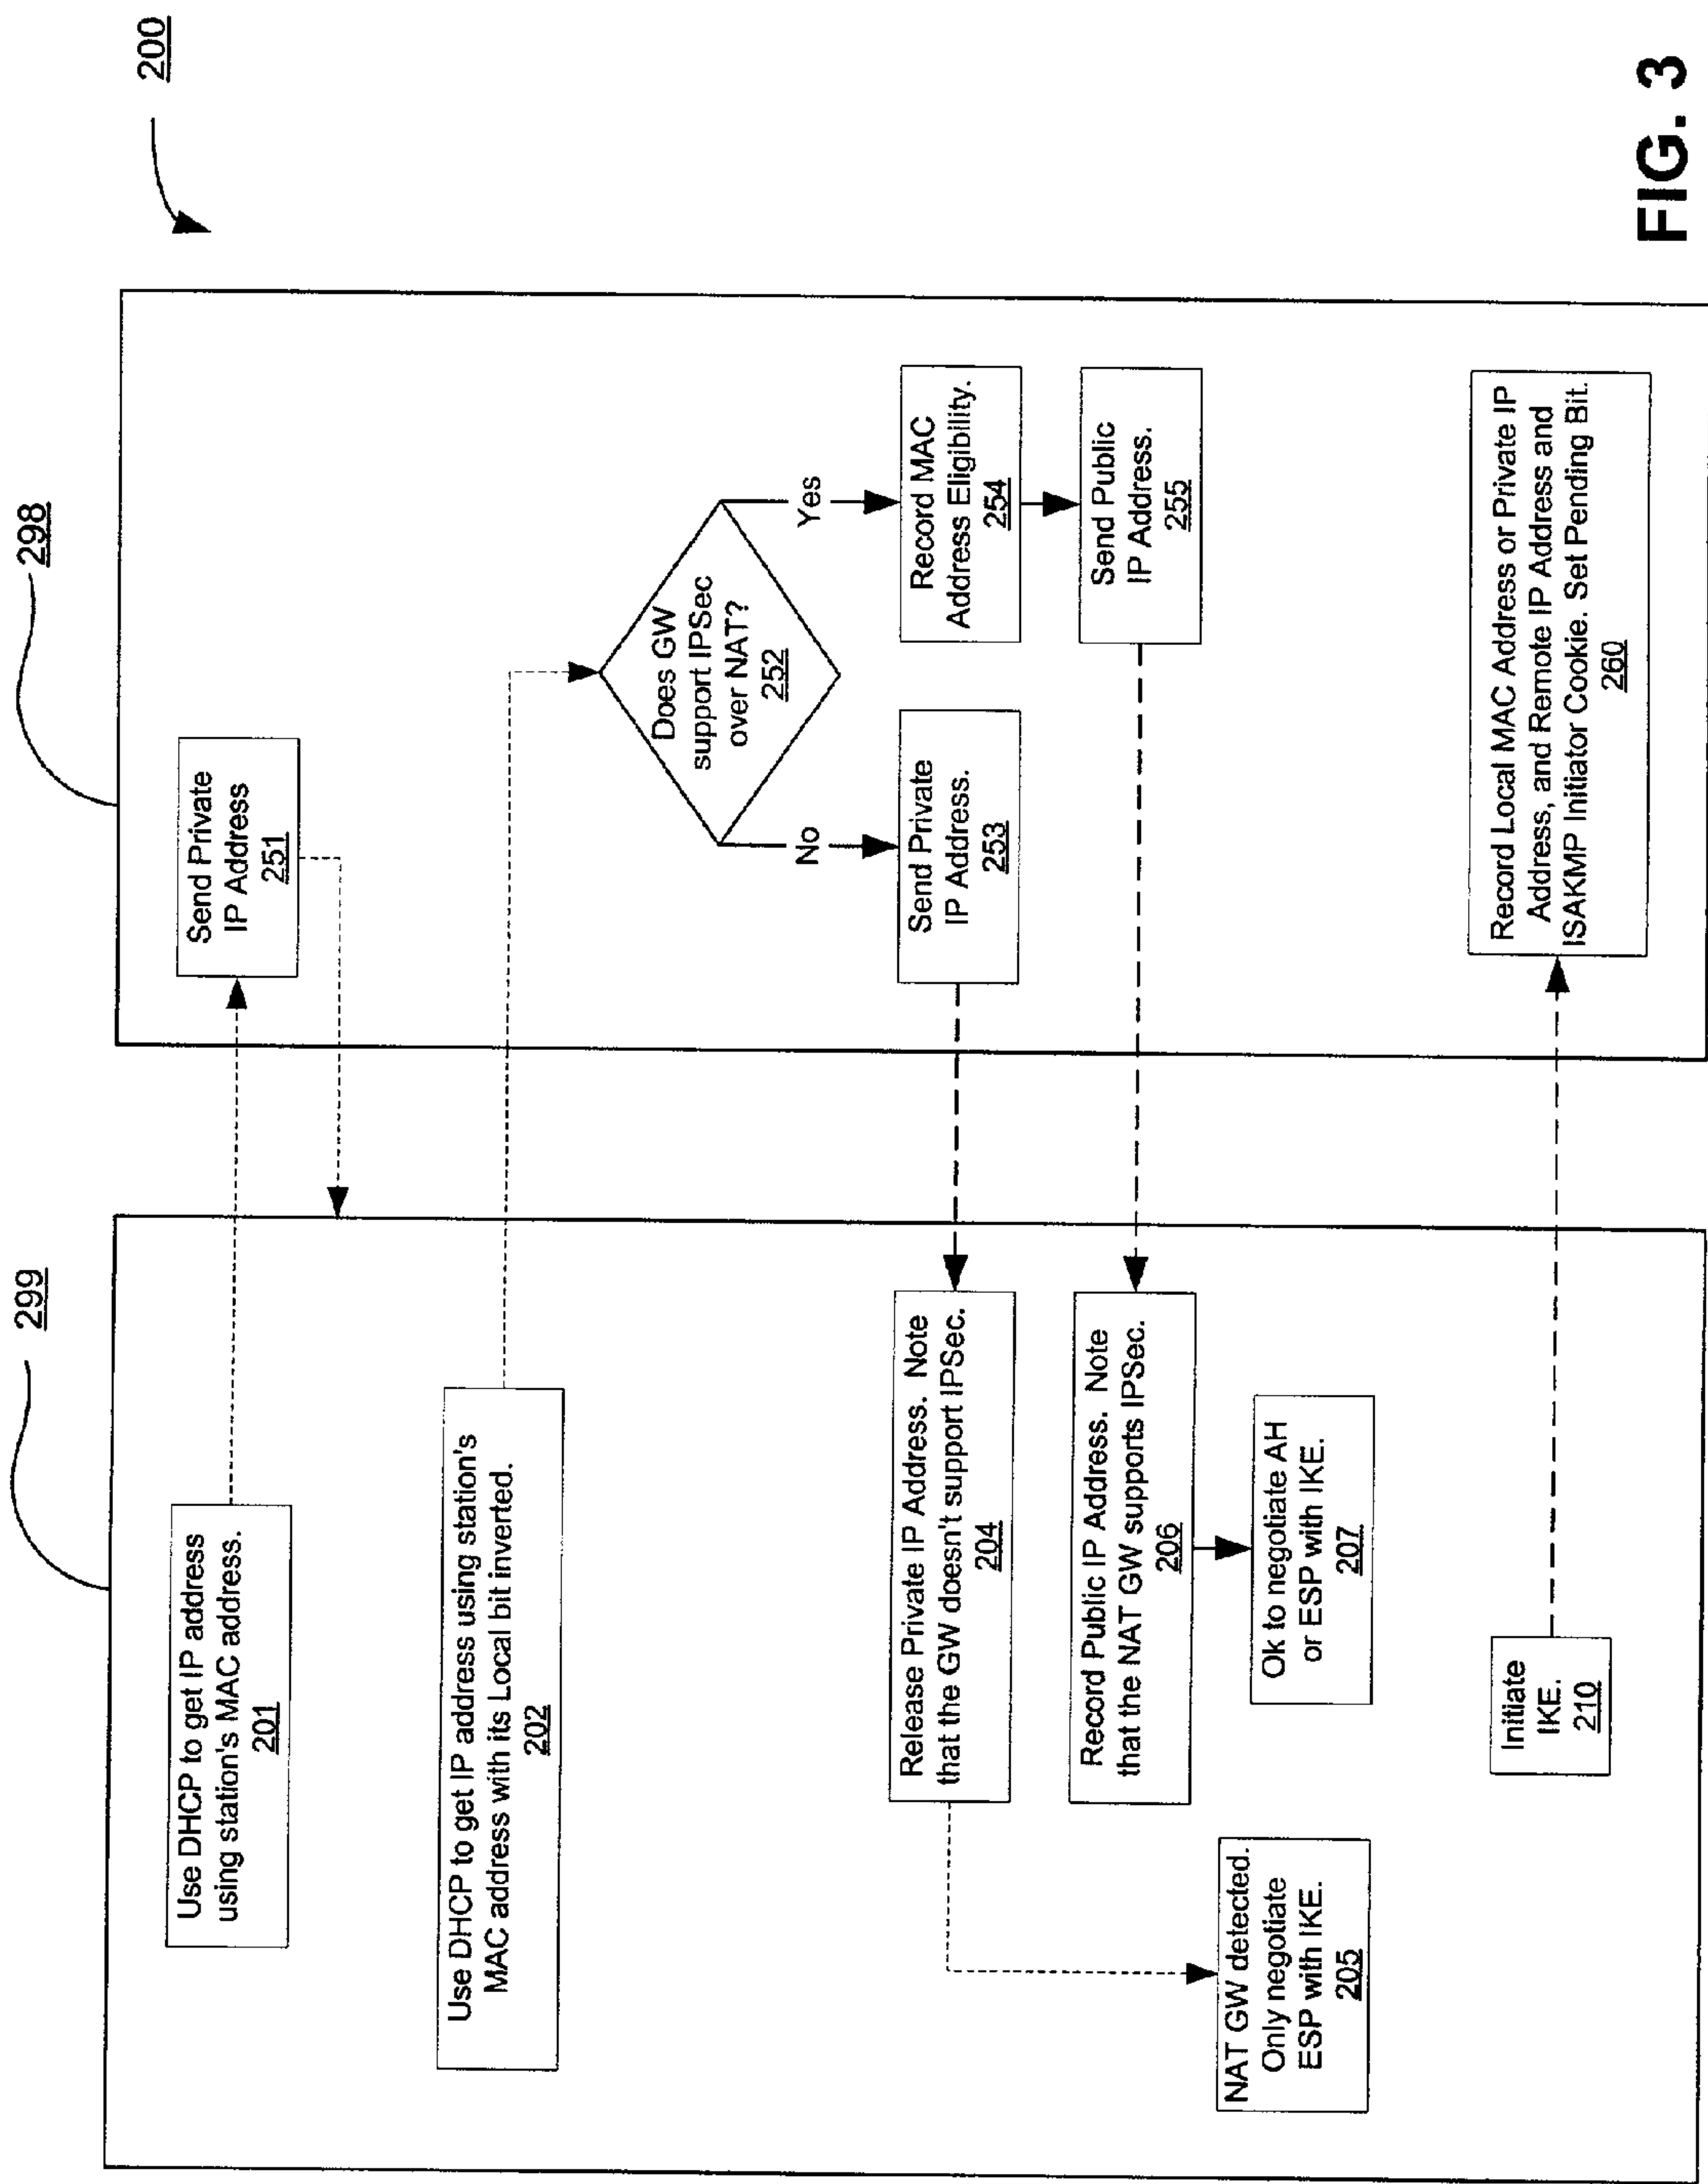 200
299
298
Use DHCP to get IP address
using station's MAC address.
201
Send Private
IP Address
251
Use DHCP to get IP address using station's
MAC address with its Local bit inverted.
202
Does GW
support IPSec
over NAT?
252
No
Yes
Send Private
IP Address.
253
Record MAC
Address Eligibility.
254
Send Public
IP Address.
255
Release Private IP Address. Note
that the GW doesn't support IPSec.
204
Record Public IP Address. Note
that the NAT GW supports IPSec.
206
NAT GW detected.
Only negotiate
ESP with IKE.
205
Ok to negotiate AH
or ESP with IKE.
207
Initiate
IKE.
210
Record Local MAC Address or Private IP
Address, and Remote IP Address and
ISAKMP Initiator Cookie. Set Pending Bit.
260
FIG. 3